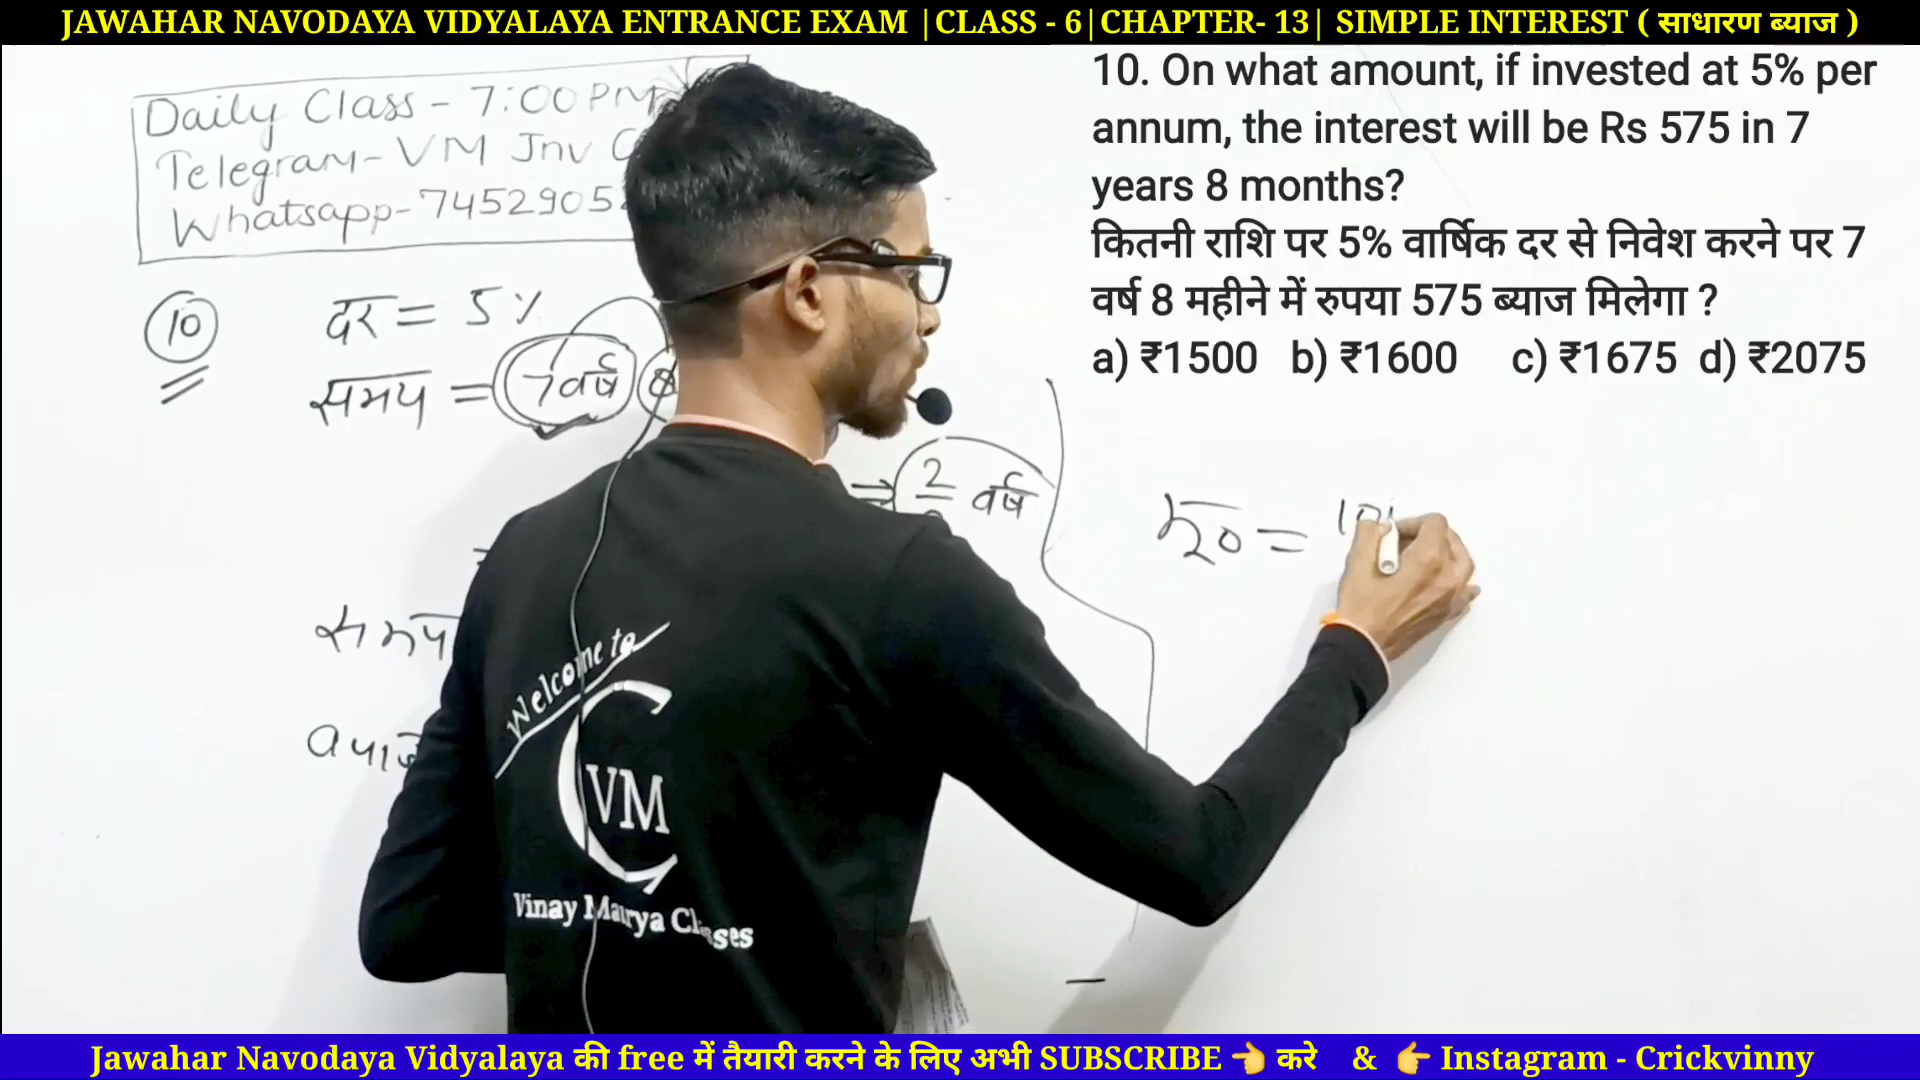 JAWAHAR NAVODAYA VIDYALAYA ENTRANCE EXAM |CLASS - 6|CHAPTER- 13| SIMPLE INTEREST ( साधारण ब्याज )
Daily Class - 7:00 PM
Telegram- VM Jnv
Whatsapp- 7452905
10
दर = 5%
समय = 7 वर्ष 8
2 वर्ष
समय
ब्याज
10. On what amount, if invested at 5% per
annum, the interest will be Rs 575 in 7
years 8 months?
कितनी राशि पर 5% वार्षिक दर से निवेश करने पर 7
वर्ष 8 महीने में रुपया 575 ब्याज मिलेगा ?
a) ₹1500 b) ₹1600 c) ₹1675 d) ₹2075
मू० = 10
Welcome to
VM
Vinay Maurya Classes
Jawahar Navodaya Vidyalaya की free में तैयारी करने के लिए अभी SUBSCRIBE 👈 करे & 👉 Instagram - Crickvinny